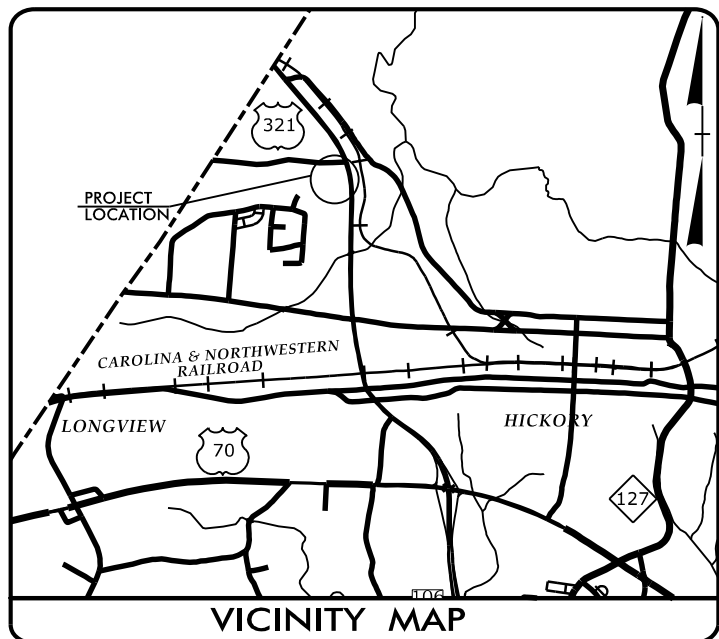 321
PROJECT
LOCATION
CAROLINA & NORTHWESTERN
RAILROAD
LONGVIEW
HICKORY
70
127
106
VICINITY MAP